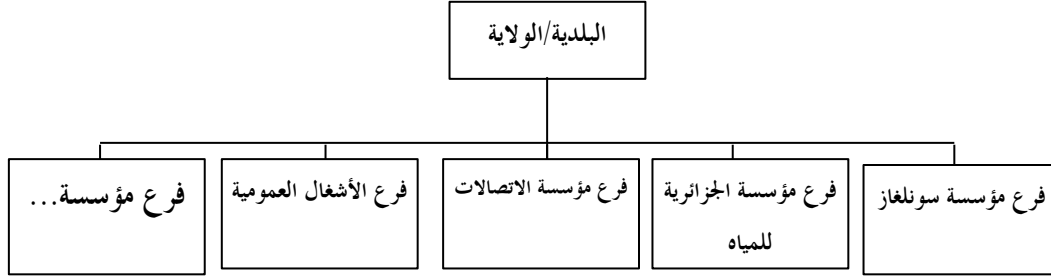 البلدية/الولاية
فرع مؤسسة سونلغاز
فرع مؤسسة الجزائرية
للمياه
فرع مؤسسة الاتصالات
فرع الأشغال العمومية
فرع مؤسسة...